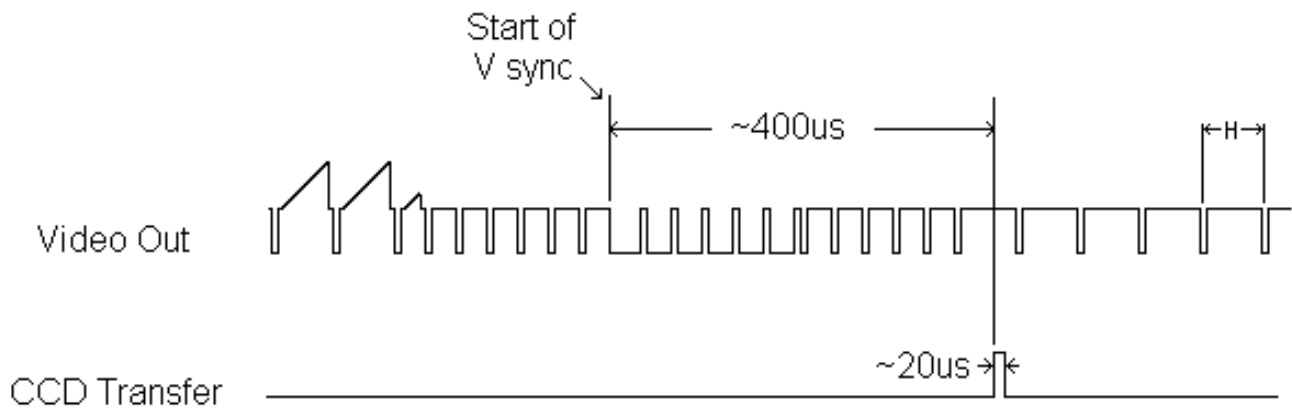 Start of
V sync
~400us
H
Video Out
~20us
CCD Transfer